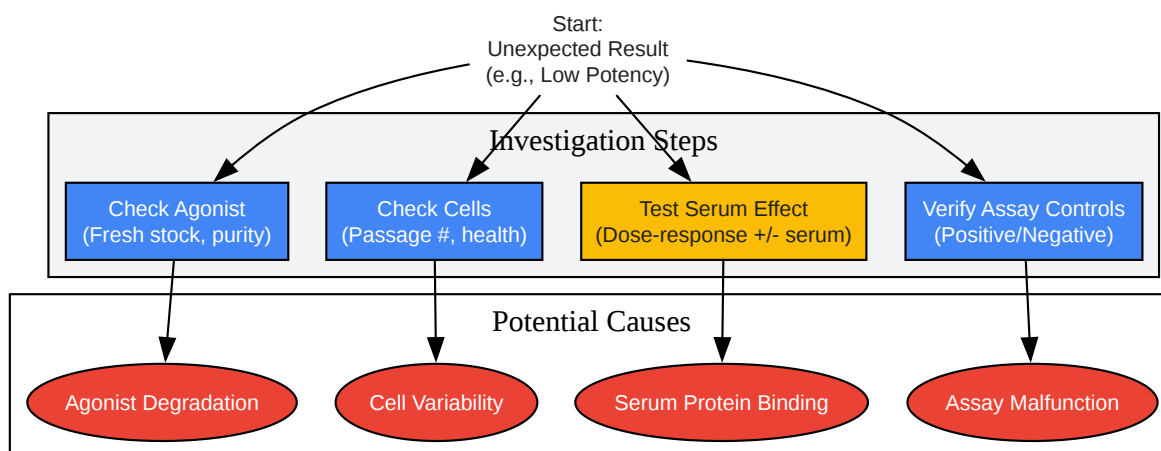 Start:
Unexpected Result
(e.g., Low Potency)
Investigation Steps
Check Agonist
(Fresh stock, purity)
Check Cells
(Passage #, health)
Test Serum Effect
(Dose-response +/- serum)
Verify Assay Controls
(Positive/Negative)
Potential Causes
Agonist Degradation
Cell Variability
Serum Protein Binding
Assay Malfunction